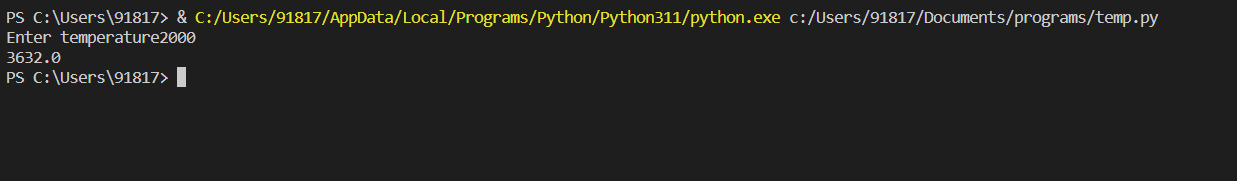 PS C:\Users\91817> & C:/Users/91817/AppData/Local/Programs/Python/Python311/python.exe c:/Users/91817/Documents/programs/temp.py
Enter temperature2000
3632.0
PS C:\Users\91817>